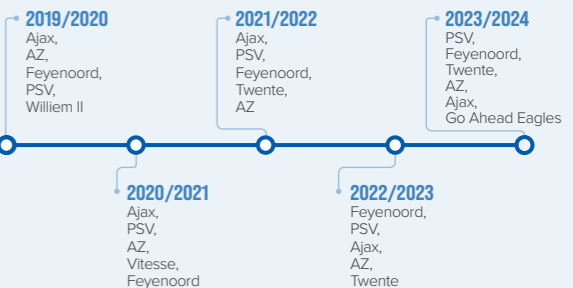 2019/2020
Ajax,
AZ,
Feyenoord,
PSV,
Williem II
2021/2022
Ajax,
PSV,
Feyenoord,
Twente,
AZ
2023/2024
PSV,
Feyenoord,
Twente,
AZ,
Ajax,
Go Ahead Eagles
2020/2021
Ajax,
PSV,
AZ,
Vitesse,
Feyenoord
2022/2023
Feyenoord,
PSV,
Ajax,
AZ,
Twente